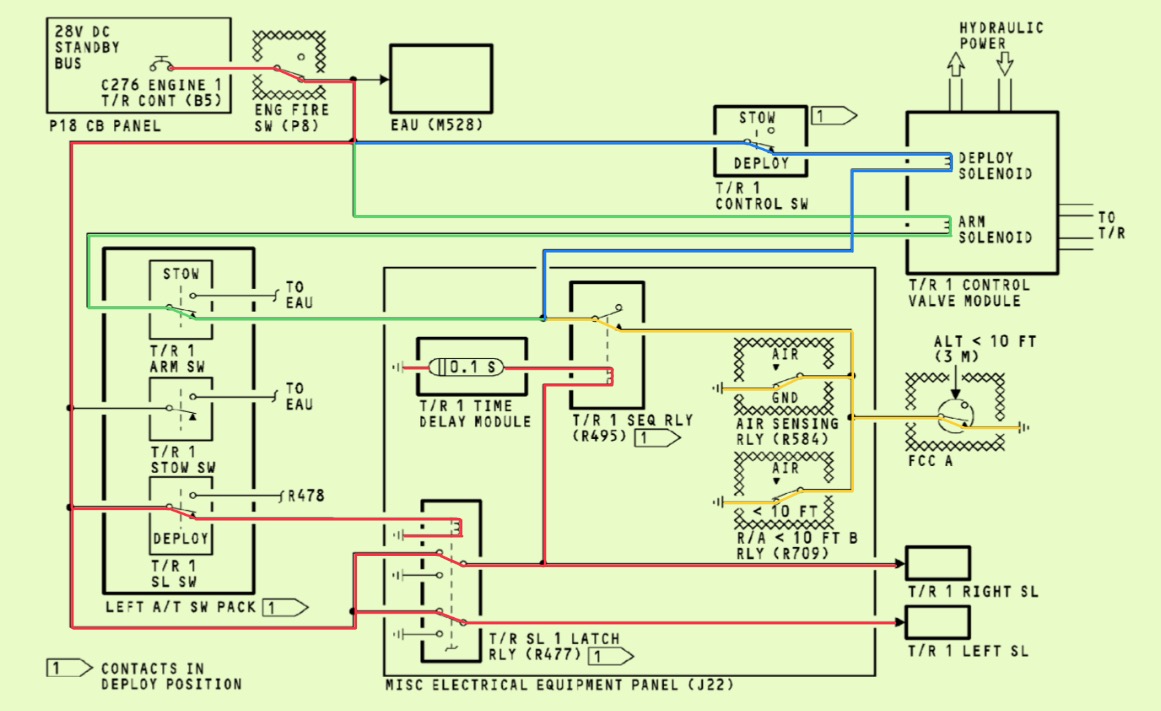 28V DC
STANDBY
BUS
C276 ENGINE 1
T/R CONT (B5)
P18 CB PANEL
ENG FIRE
SW (P8)
EAU (M528)
STOW
DEPLOY
1
T/R 1
CONTROL SW
HYDRAULIC
POWER
DEPLOY
SOLENOID
ARM
SOLENOID
TO
T/R
T/R 1 CONTROL
VALVE MODULE
STOW
TO
EAU
T/R 1
ARM SW
TO
EAU
T/R 1
STOW SW
R478
DEPLOY
T/R 1
SL SW
LEFT A/T SW PACK
1
0.1 S
T/R 1 TIME
DELAY MODULE
T/R 1 SEQ RLY
(R495)
1
AIR
GND
AIR SENSING
RLY (R584)
AIR
< 10 FT
R/A < 10 FT B
RLY (R709)
ALT < 10 FT
(3 M)
FCC A
T/R 1 RIGHT SL
T/R 1 LEFT SL
T/R SL 1 LATCH
RLY (R477)
1
MISC ELECTRICAL EQUIPMENT PANEL (J22)
1
CONTACTS IN
DEPLOY POSITION